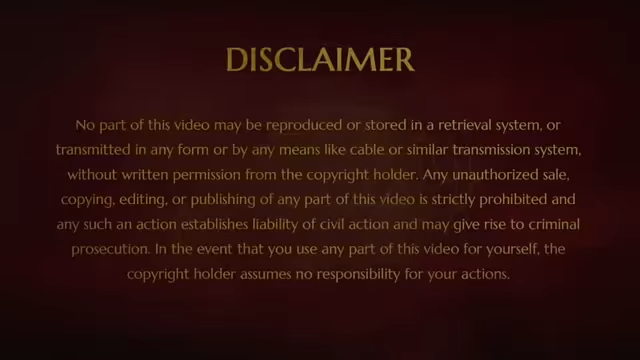 DISCLAIMER
No part of this video may be reproduced or stored in a retrieval system, or
transmitted in any form or by any means like cable or similar transmission system,
without written permission from the copyright holder. Any unauthorized sale,
copying, editing, or publishing of any part of this video is strictly prohibited and
any such an action establishes liability of civil action and may give rise to criminal
prosecution. In the event that you use any part of this video for yourself, the
copyright holder assumes no responsibility for your actions.